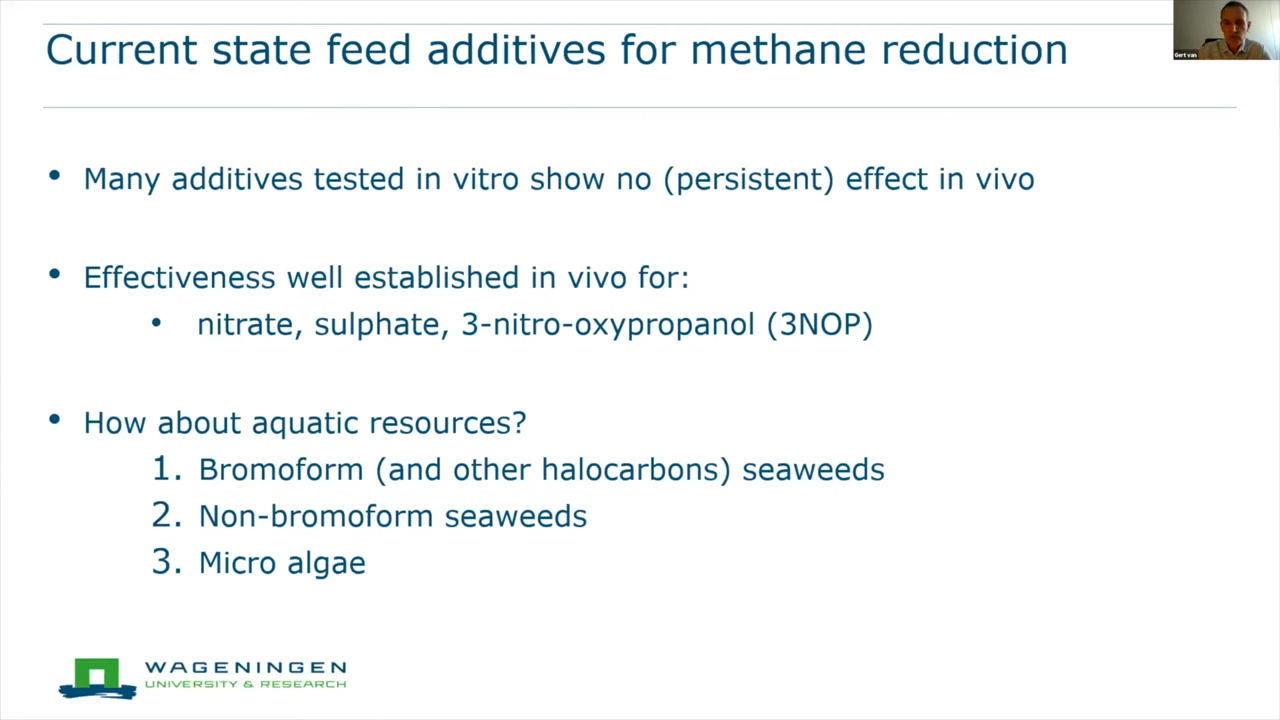 Current state feed additives for methane reduction
Gert van
• Many additives tested in vitro show no (persistent) effect in vivo
• Effectiveness well established in vivo for:
• nitrate, sulphate, 3-nitro-oxypropanol (3NOP)
• How about aquatic resources?
1. Bromoform (and other halocarbons) seaweeds
2. Non-bromoform seaweeds
3. Micro algae
WAGENINGEN
UNIVERSITY & RESEARCH